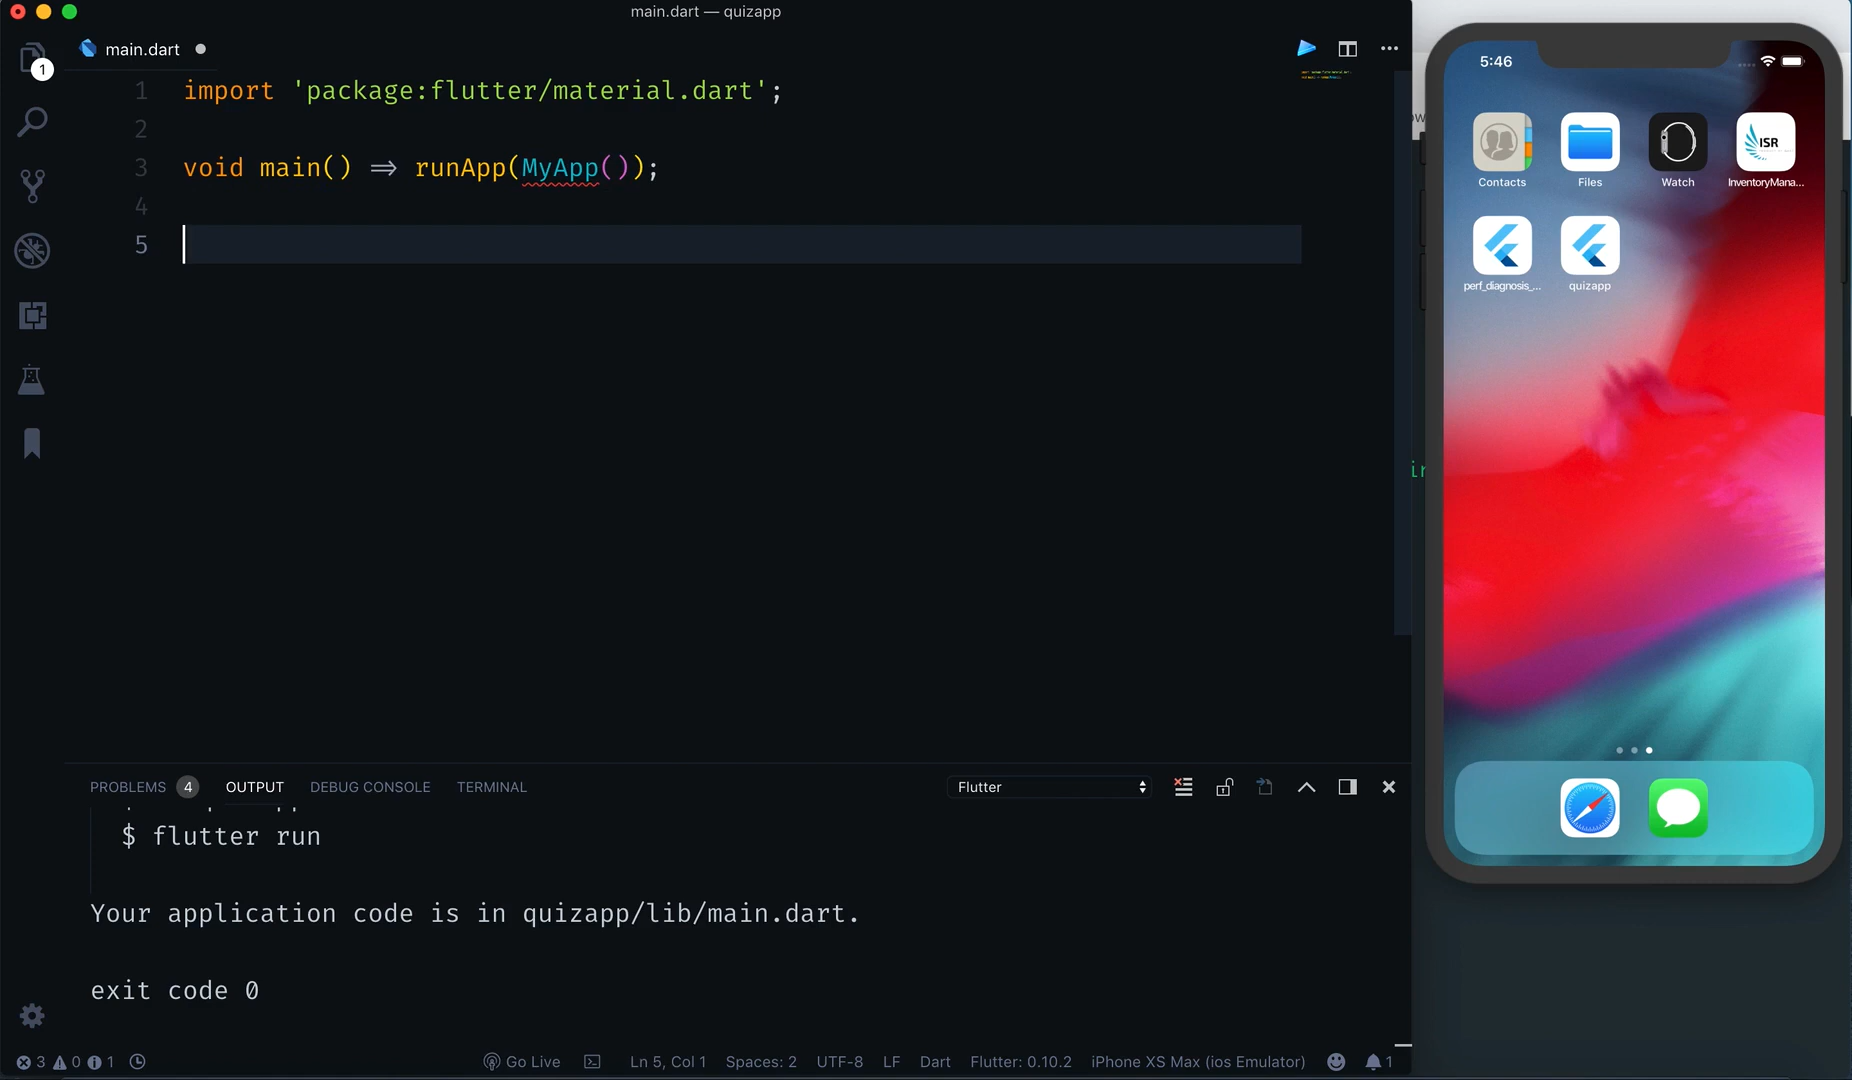 main.dart — quizapp
main.dart
1
1 import 'package:flutter/material.dart';
2
3 void main() => runApp(MyApp());
4
5
PROBLEMS 4 OUTPUT DEBUG CONSOLE TERMINAL Flutter
$ flutter run
Your application code is in quizapp/lib/main.dart.
exit code 0
3 0 1 Go Live Ln 5, Col 1 Spaces: 2 UTF-8 LF Dart Flutter: 0.10.2 iPhone XS Max (ios Emulator) 1
5:46
ISR
Contacts Files Watch InventoryMana...
perf_diagnosis_... quizapp